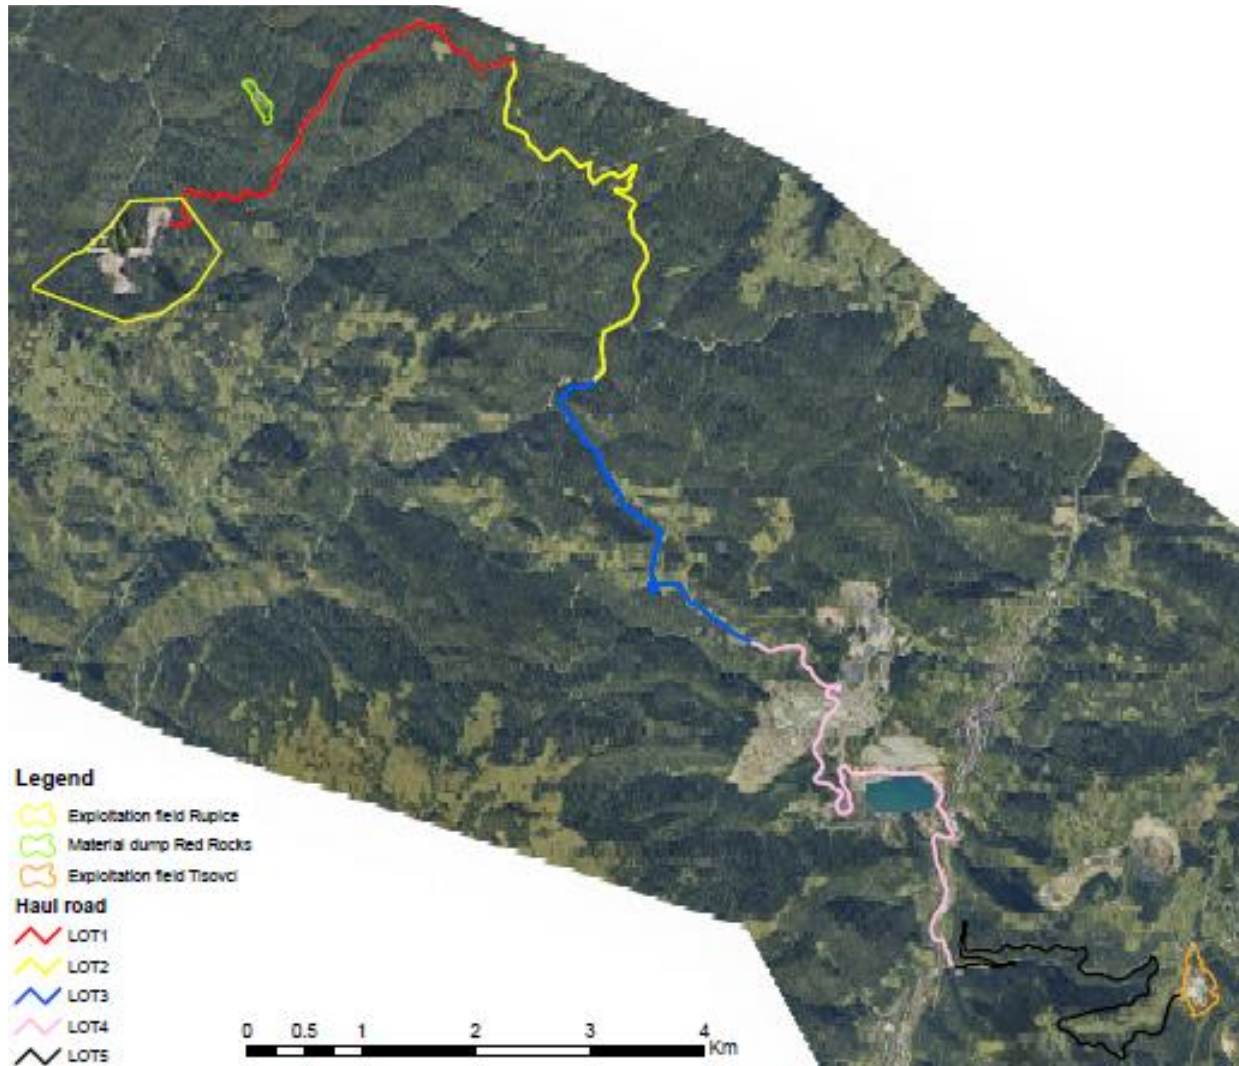 Legend
Exploitation field Rupice
Material dump Red Rocks
Exploitation field Tisovci
Haul road
LOT1
LOT2
LOT3
LOT4
LOT5
0 0.5 1 2 3 4
Km